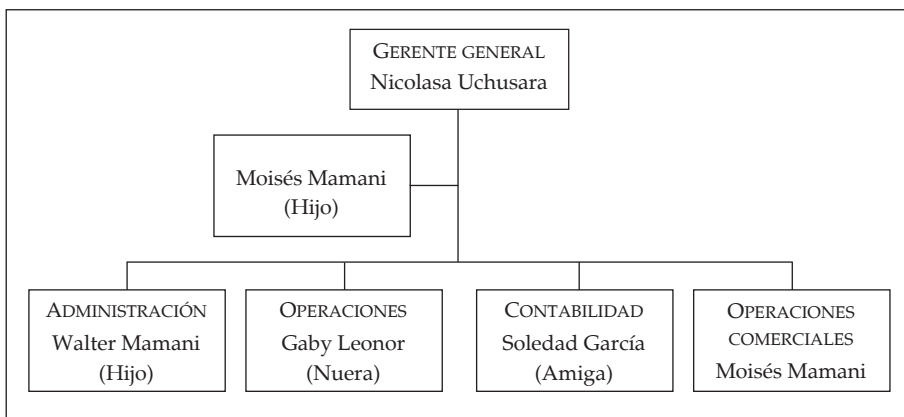 GERENTE GENERAL
Nicolasa Uchusara
Moisés Mamani
(Hijo)
ADMINISTRACIÓN
Walter Mamani
(Hijo)
OPERACIONES
Gaby Leonor
(Nuera)
CONTABILIDAD
Soledad García
(Amiga)
OPERACIONES
COMERCIALES
Moisés Mamani